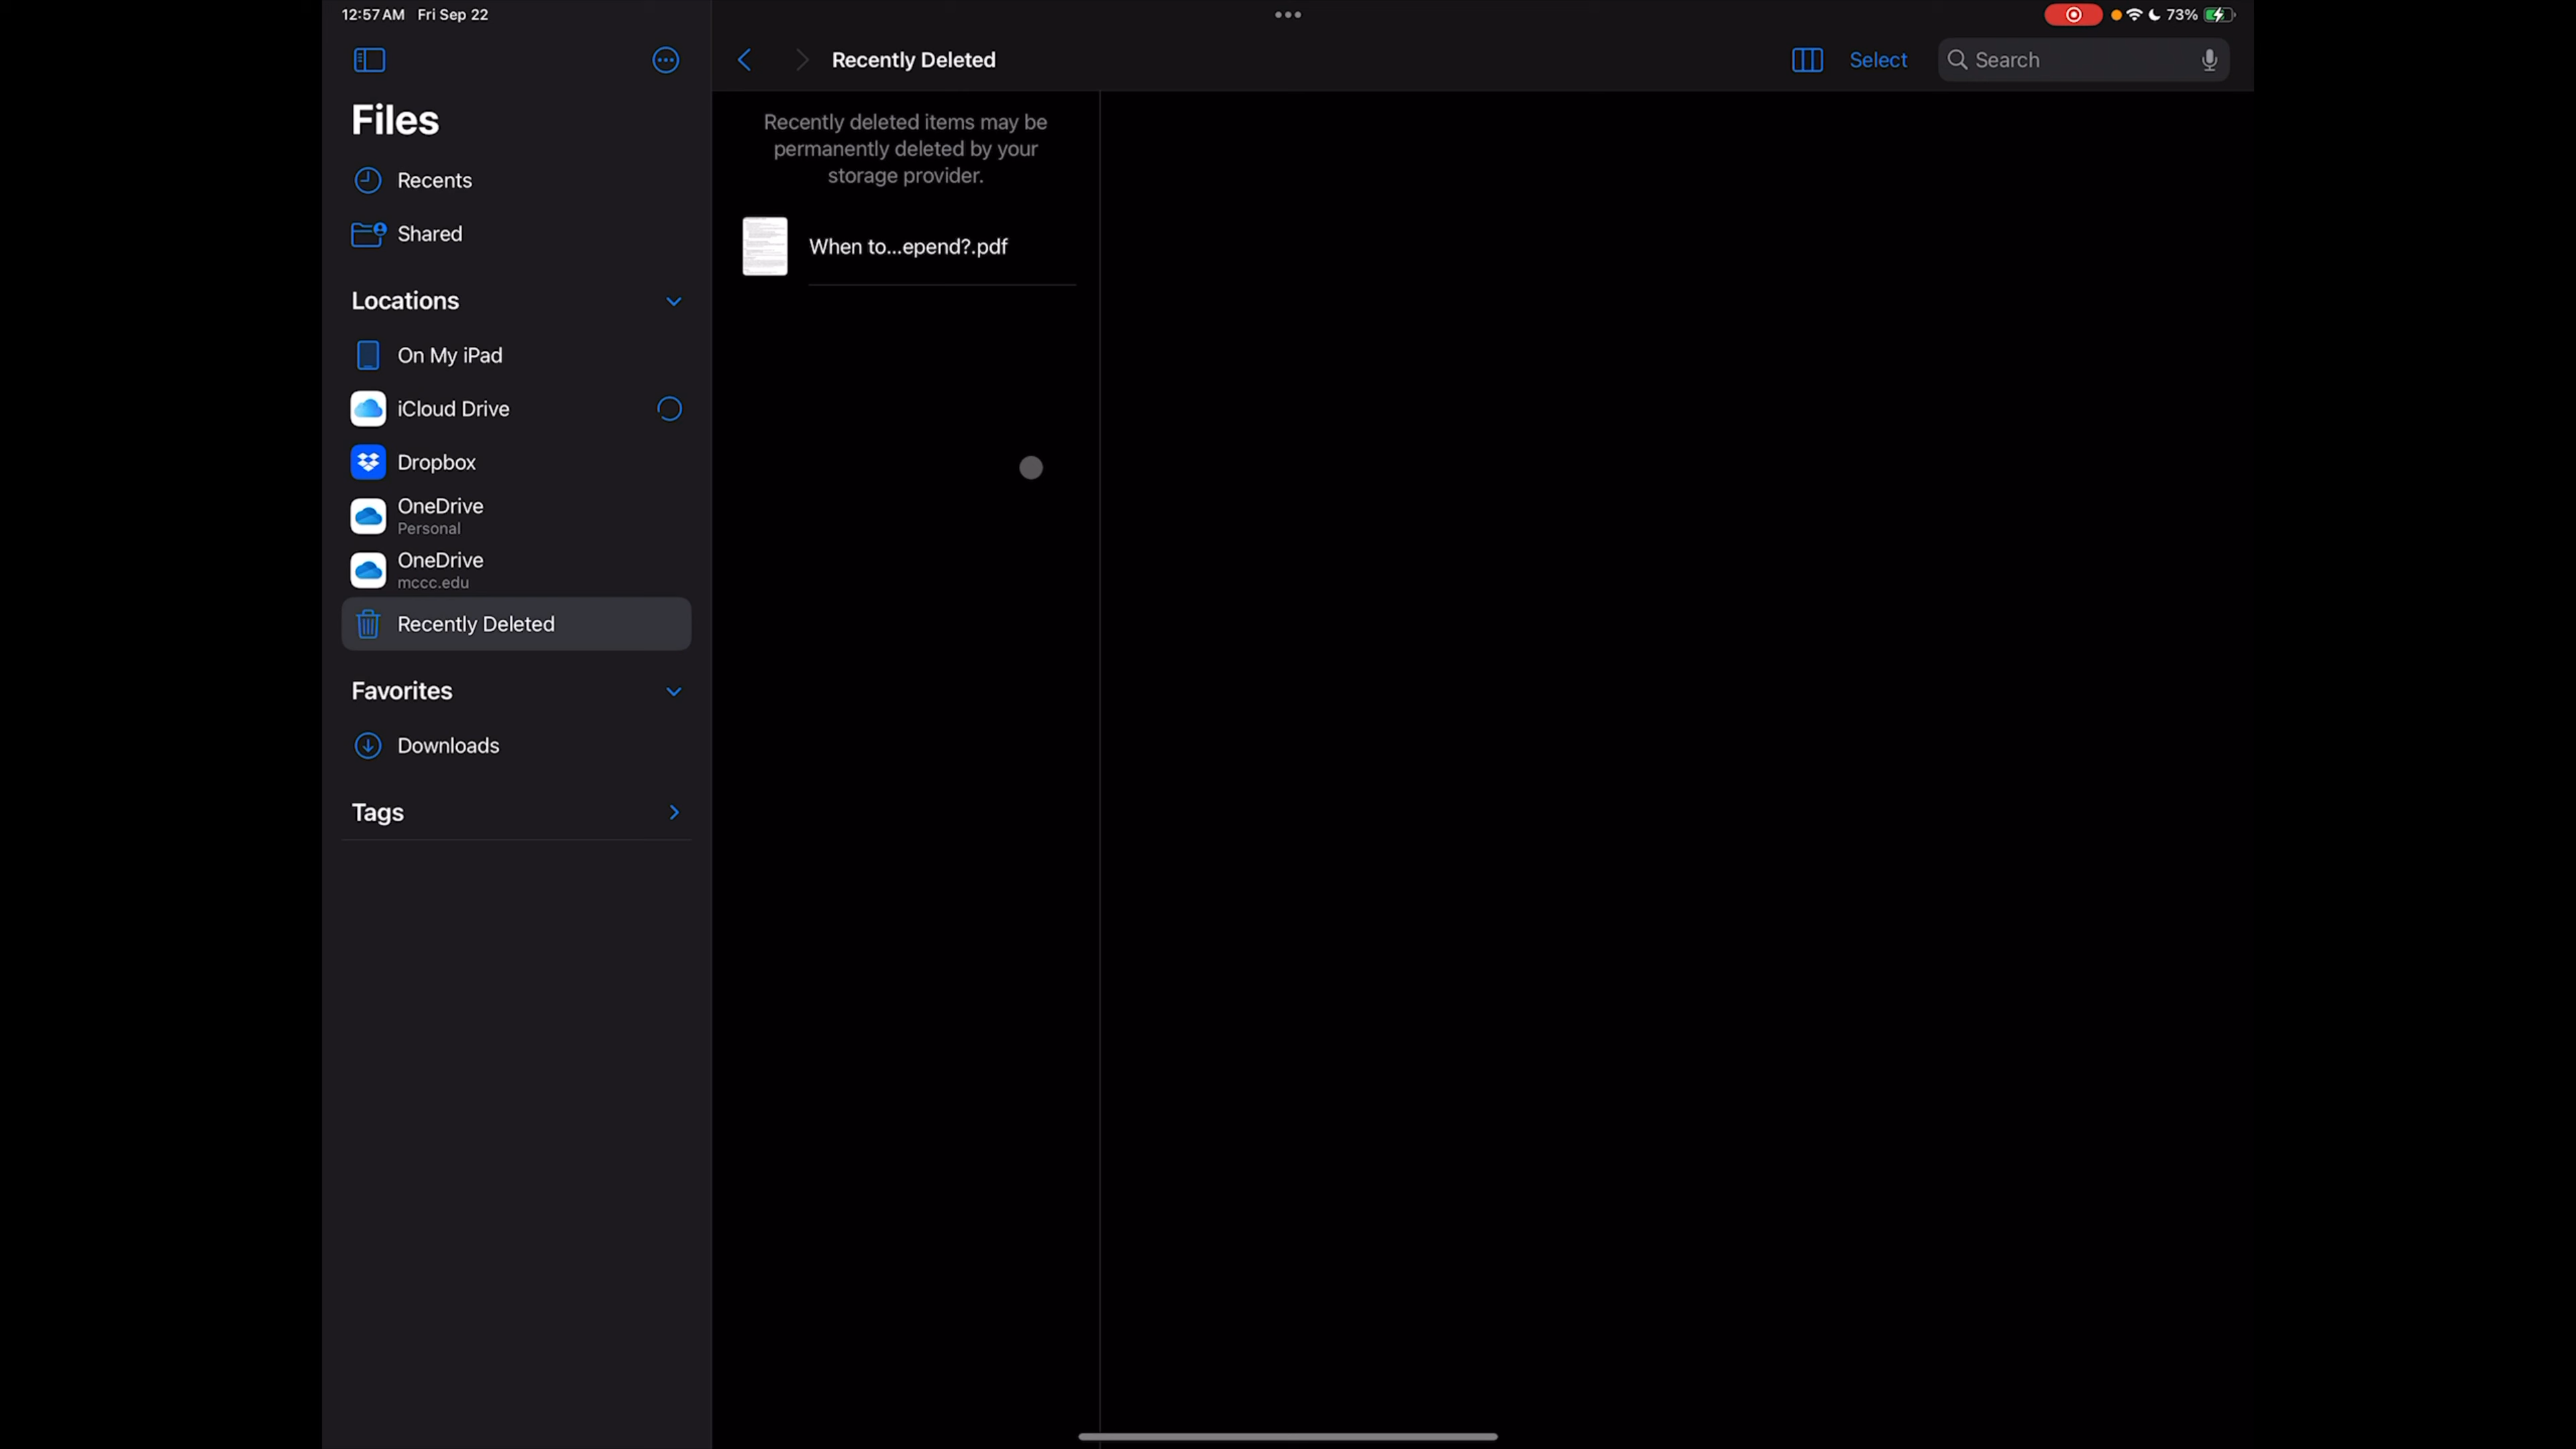 12:57 AM Fri Sep 22
73%
Files
Recents
Shared
Locations
On My iPad
iCloud Drive
Dropbox
OneDrive
Personal
OneDrive
mccc.edu
Recently Deleted
Favorites
Downloads
Tags
Recently Deleted
Select
Search
Recently deleted items may be
permanently deleted by your
storage provider.
When to...epend?.pdf